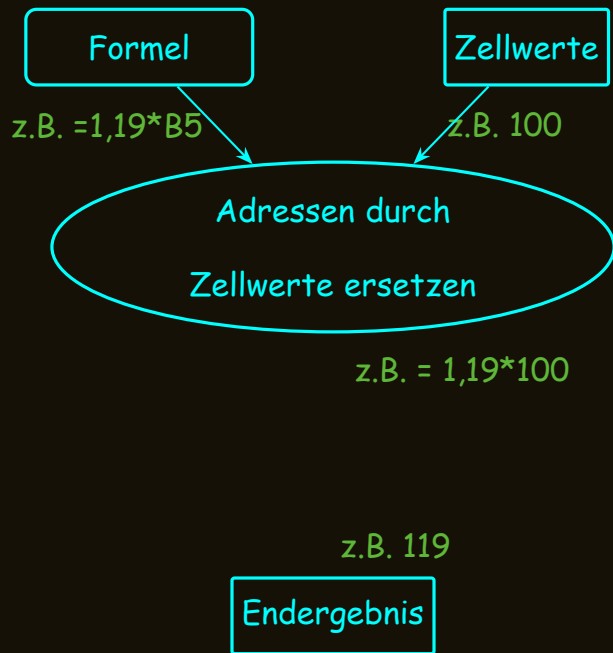 Formel
Zellwerte
z.B. =1,19*B5
z.B. 100
Adressen durch
Zellwerte ersetzen
z.B. = 1,19*100
z.B. 119
Endergebnis